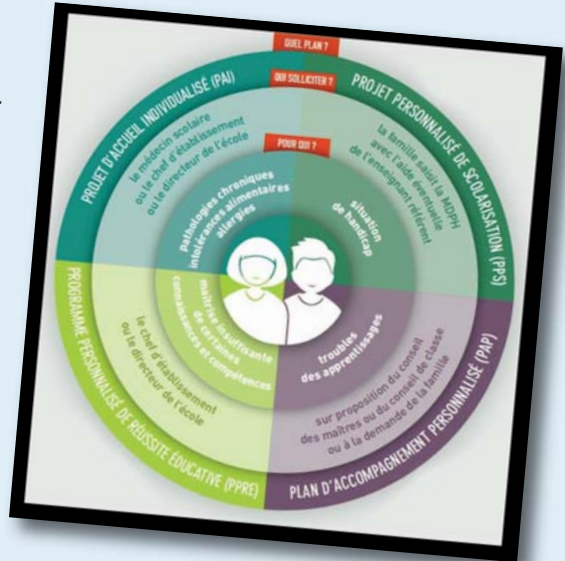 QUEL PLAN ?
QUI SOLLICITER ?
POUR QUI ?
PROJET D'ACCUEIL INDIVIDUALISÉ (PAI)
le médecin scolaire
ou le chef d'établissement
ou le directeur de l'école
pathologies chroniques
intolérances alimentaires
allergies
PROJET PERSONNALISÉ DE SCOLARISATION (PPS)
la famille saisit la MDPH
avec l'aide éventuelle
de l'enseignant référent
situation
de handicap
PROGRAMME PERSONNALISÉ DE RÉUSSITE ÉDUCATIVE (PPRE)
le chef d'établissement
ou le directeur de l'école
maîtrise insuffisante
de certaines
connaissances et compétences
PLAN D'ACCOMPAGNEMENT PERSONNALISÉ (PAP)
sur proposition du conseil
des maîtres ou du conseil de classe
ou à la demande de la famille
troubles
des apprentissages